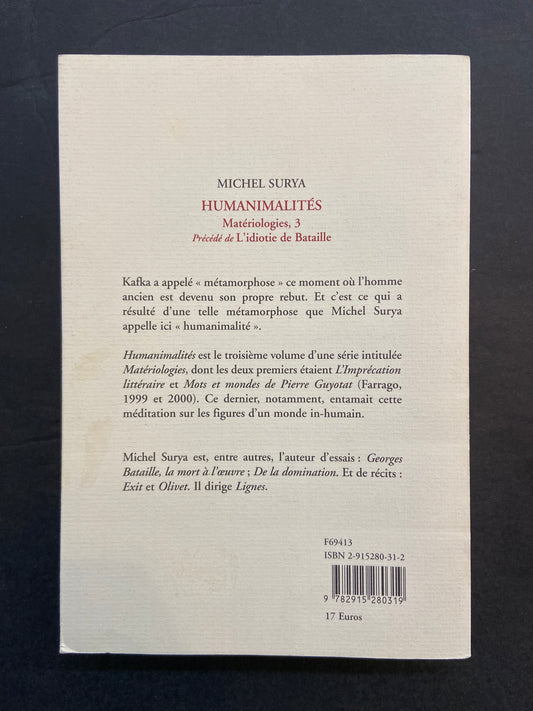 MICHEL SURYA
HUMANIMALITÉS
Matériologies, 3
Précédé de L'idiotie de Bataille
Kafka a appelé « métamorphose » ce moment où l'homme
ancien est devenu son propre rebut. Et c'est ce qui a
résulté d'une telle métamorphose que Michel Surya
appelle ici « humanimalité ».
Humanimalités est le troisième volume d'une série intitulée
Matériologies, dont les deux premiers étaient L'Imprécation
littéraire et Mots et mondes de Pierre Guyotat (Farrago,
1999 et 2000). Ce dernier, notamment, entamait cette
méditation sur les figures d'un monde in-humain.
Michel Surya est, entre autres, l'auteur d'essais : Georges
Bataille, la mort à l'œuvre ; De la domination. Et de récits :
Exit et Olivet. Il dirige Lignes.
F69413
ISBN 2-915280-31-2
9 782915 280319
17 Euros